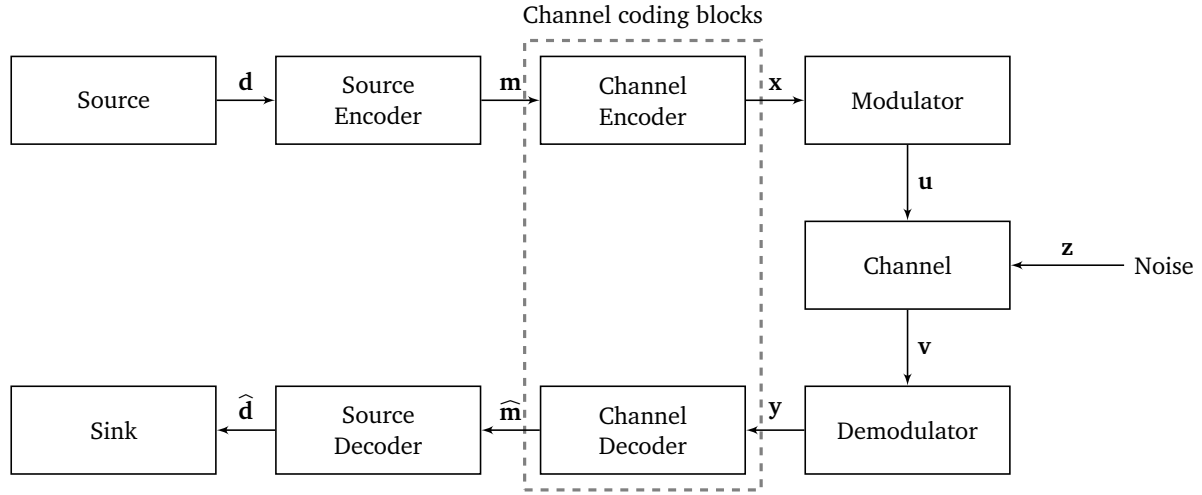 Channel coding blocks
Source
d
Source
Encoder
m
Channel
Encoder
x
Modulator
u
Channel
z
Noise
v
Sink
d̂
Source
Decoder
m̂
Channel
Decoder
y
Demodulator